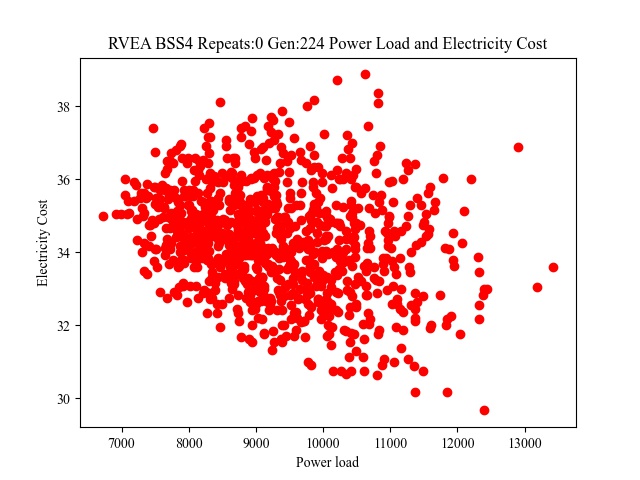 RVEA BSS4 Repeats:0 Gen:224 Power Load and Electricity Cost
38
36
34
32
30
Electricity Cost
7000 8000 9000 10000 11000 12000 13000
Power load